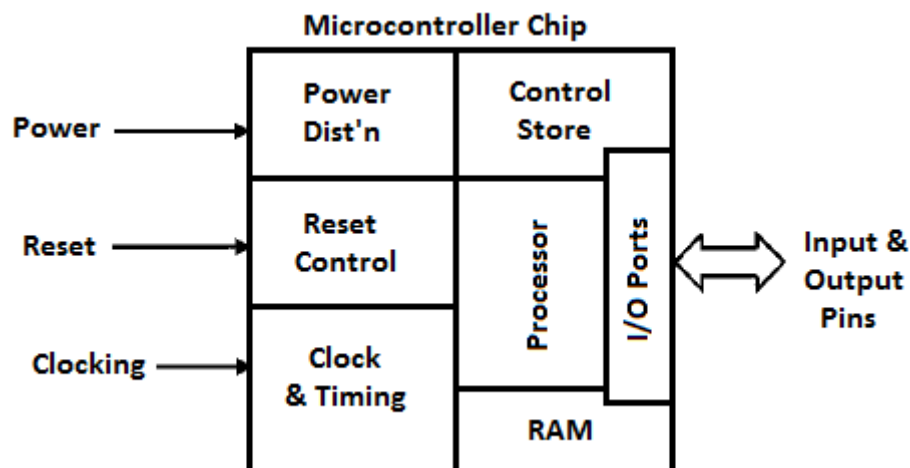 Microcontroller Chip
Power
Power
Dist'n
Control
Store
Reset
Reset
Control
Processor
I/O Ports
Input &
Output
Pins
Clocking
Clock
& Timing
RAM